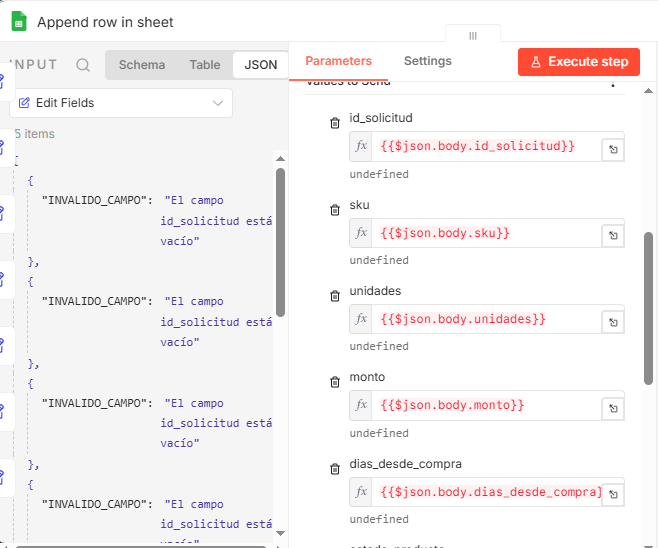 Append row in sheet
INPUT
Schema
Table
JSON
Parameters
Settings
Execute step
Edit Fields
5 items
[
{
"INVALIDO_CAMPO": "El campo
id_solicitud está
vacío"
},
{
"INVALIDO_CAMPO": "El campo
id_solicitud está
vacío"
},
{
"INVALIDO_CAMPO": "El campo
id_solicitud está
vacío"
},
{
"INVALIDO_CAMPO": "El campo
id_solicitud está
vacío"
Values to Send
id_solicitud
fx {{$json.body.id_solicitud}}
undefined
sku
fx {{$json.body.sku}}
undefined
unidades
fx {{$json.body.unidades}}
undefined
monto
fx {{$json.body.monto}}
undefined
dias_desde_compra
fx {{$json.body.dias_desde_compra}
undefined